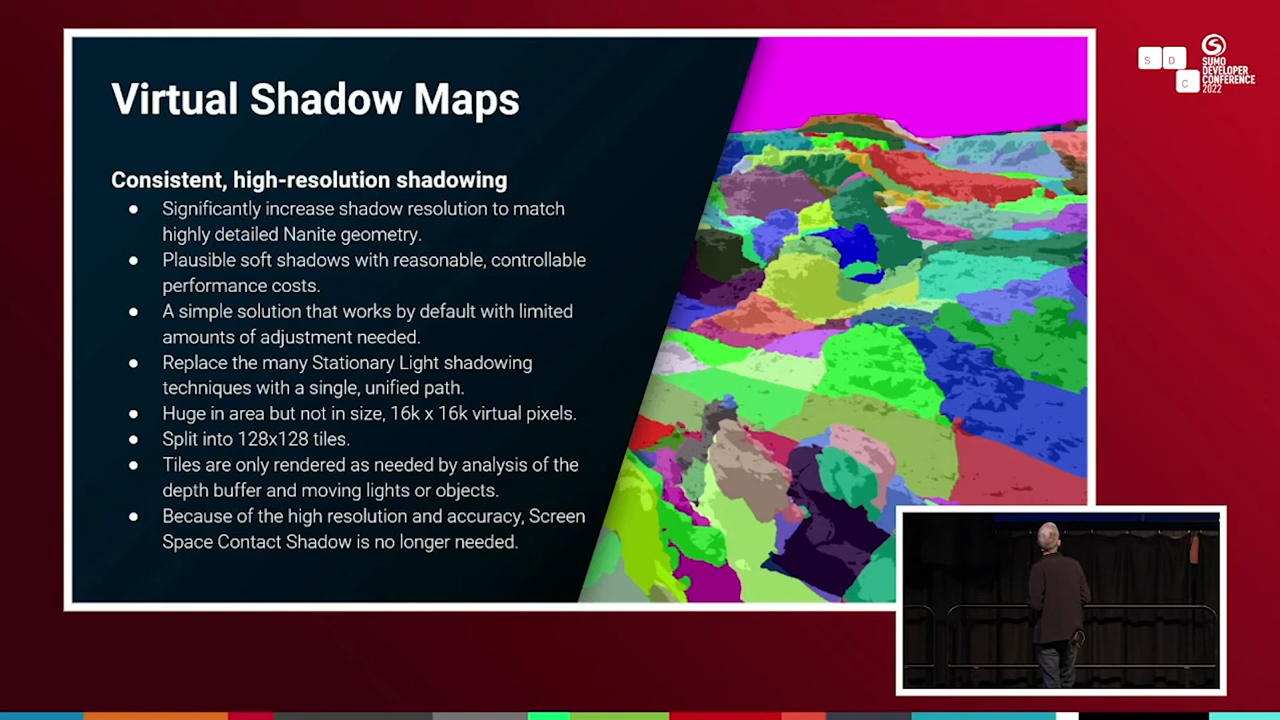 Virtual Shadow Maps
Consistent, high-resolution shadowing
● Significantly increase shadow resolution to match
highly detailed Nanite geometry.
● Plausible soft shadows with reasonable, controllable
performance costs.
● A simple solution that works by default with limited
amounts of adjustment needed.
● Replace the many Stationary Light shadowing
techniques with a single, unified path.
● Huge in area but not in size, 16k x 16k virtual pixels.
● Split into 128x128 tiles.
● Tiles are only rendered as needed by analysis of the
depth buffer and moving lights or objects.
● Because of the high resolution and accuracy, Screen
Space Contact Shadow is no longer needed.
S D
C
SUMO
DEVELOPER
CONFERENCE
2022